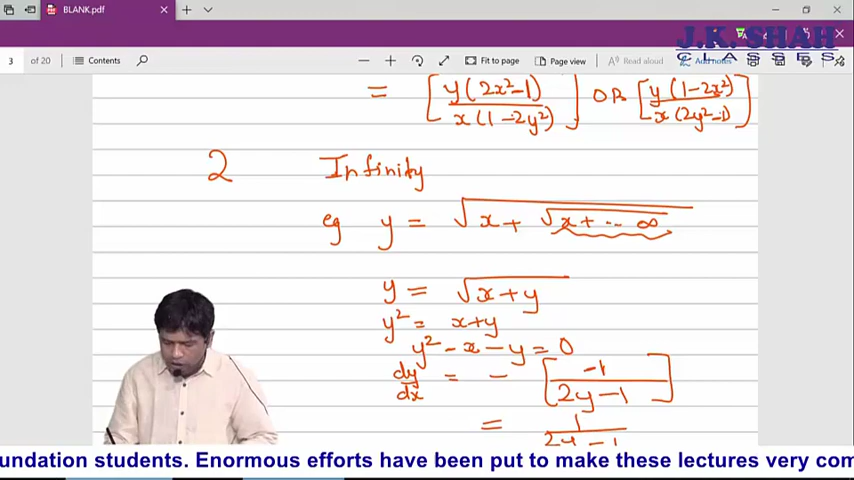 BLANK.pdf
J.K. SHAH
CLASSES
3 of 20 Contents Fit to page Page view Read aloud Add notes
= [y(2x²-1) / x(1-2y²)] OR [y(1-2x²) / x(2y²-1)]
2 Infinity
eg y = √x + √x + ... ∞
y = √x+y
y² = x+y
y² - x - y = 0
dy/dx = - [-1 / 2y-1]
= 1 / 2y-1
undation students. Enormous efforts have been put to make these lectures very com